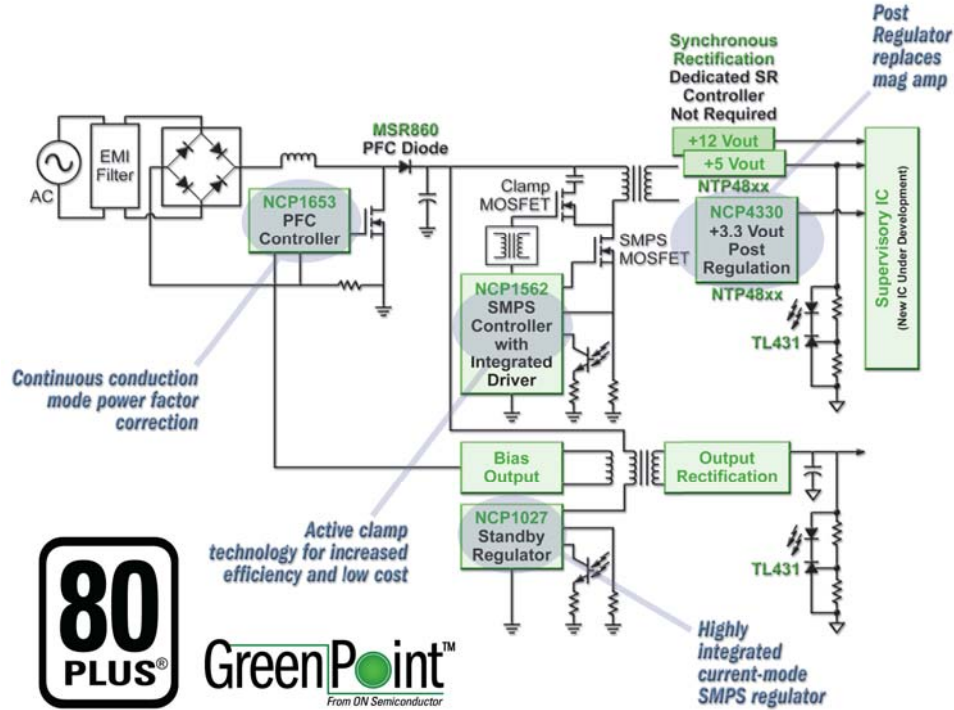 Post
Regulator
replaces
mag amp
Synchronous
Rectification
Dedicated SR
Controller
Not Required
MSR860
PFC Diode
+12 Vout
+5 Vout
NTP48xx
EMI
Filter
AC
Clamp
MOSFET
NCP1653
PFC
Controller
NCP4330
+3.3 Vout
Post
Regulation
NTP48xx
SMPS
MOSFET
Supervisory IC
(New IC Under Development)
NCP1562
SMPS
Controller
with
Integrated
Driver
TL431
Continuous conduction
mode power factor
correction
Bias
Output
Output
Rectification
NCP1027
Standby
Regulator
Active clamp
technology for increased
efficiency and low cost
TL431
80
PLUS®
GreenPoint™
From ON Semiconductor
Highly
integrated
current-mode
SMPS regulator